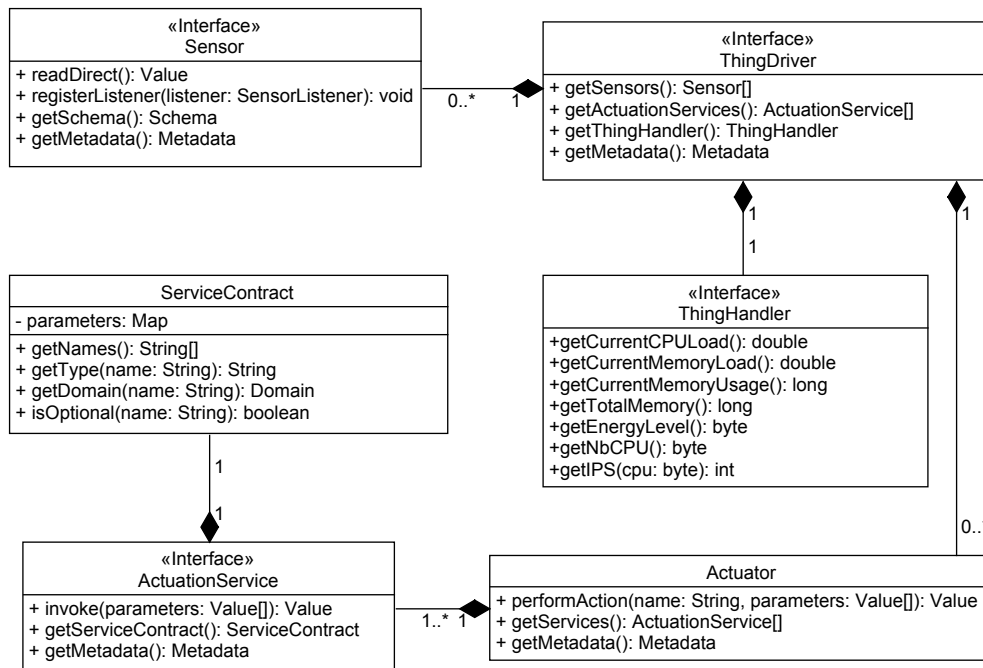 «Interface»
Sensor
+ readDirect(): Value
+ registerListener(listener: SensorListener): void
+ getSchema(): Schema
+ getMetadata(): Metadata
0..*
1
«Interface»
ThingDriver
+ getSensors(): Sensor[]
+ getActuationServices(): ActuationService[]
+ getThingHandler(): ThingHandler
+ getMetadata(): Metadata
1
1
1
«Interface»
ThingHandler
+getCurrentCPULoad(): double
+getCurrentMemoryLoad(): double
+getCurrentMemoryUsage(): long
+getTotalMemory(): long
+getEnergyLevel(): byte
+getNbCPU(): byte
+getIPS(cpu: byte): int
ServiceContract
- parameters: Map
+ getNames(): String[]
+ getType(name: String): String
+ getDomain(name: String): Domain
+ isOptional(name: String): boolean
1
1
0..*
«Interface»
ActuationService
+ invoke(parameters: Value[]): Value
+ getServiceContract(): ServiceContract
+ getMetadata(): Metadata
1..*
1
Actuator
+ performAction(name: String, parameters: Value[]): Value
+ getServices(): ActuationService[]
+ getMetadata(): Metadata